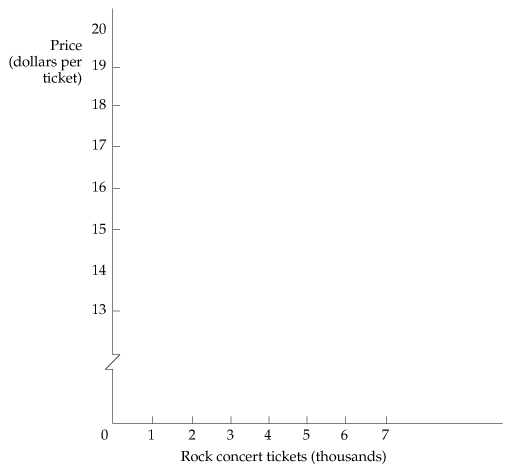 20
Price
(dollars per
ticket)
19
18
17
16
15
14
13
0 1 2 3 4 5 6 7
Rock concert tickets (thousands)